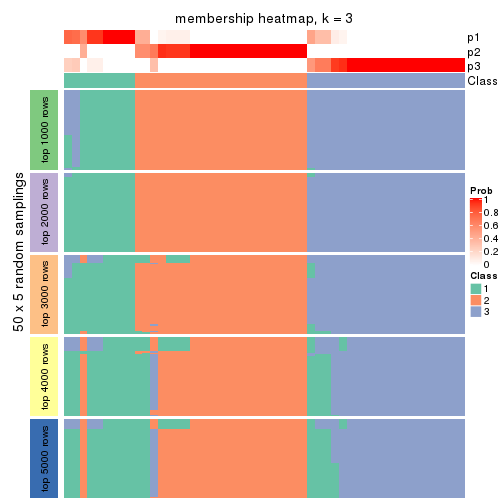 membership heatmap, k = 3
p1
p2
p3
Class
50 x 5 random samplings
top 1000 rows
top 2000 rows
top 3000 rows
top 4000 rows
top 5000 rows
Prob
1
0.8
0.6
0.4
0.2
0
Class
1
2
3